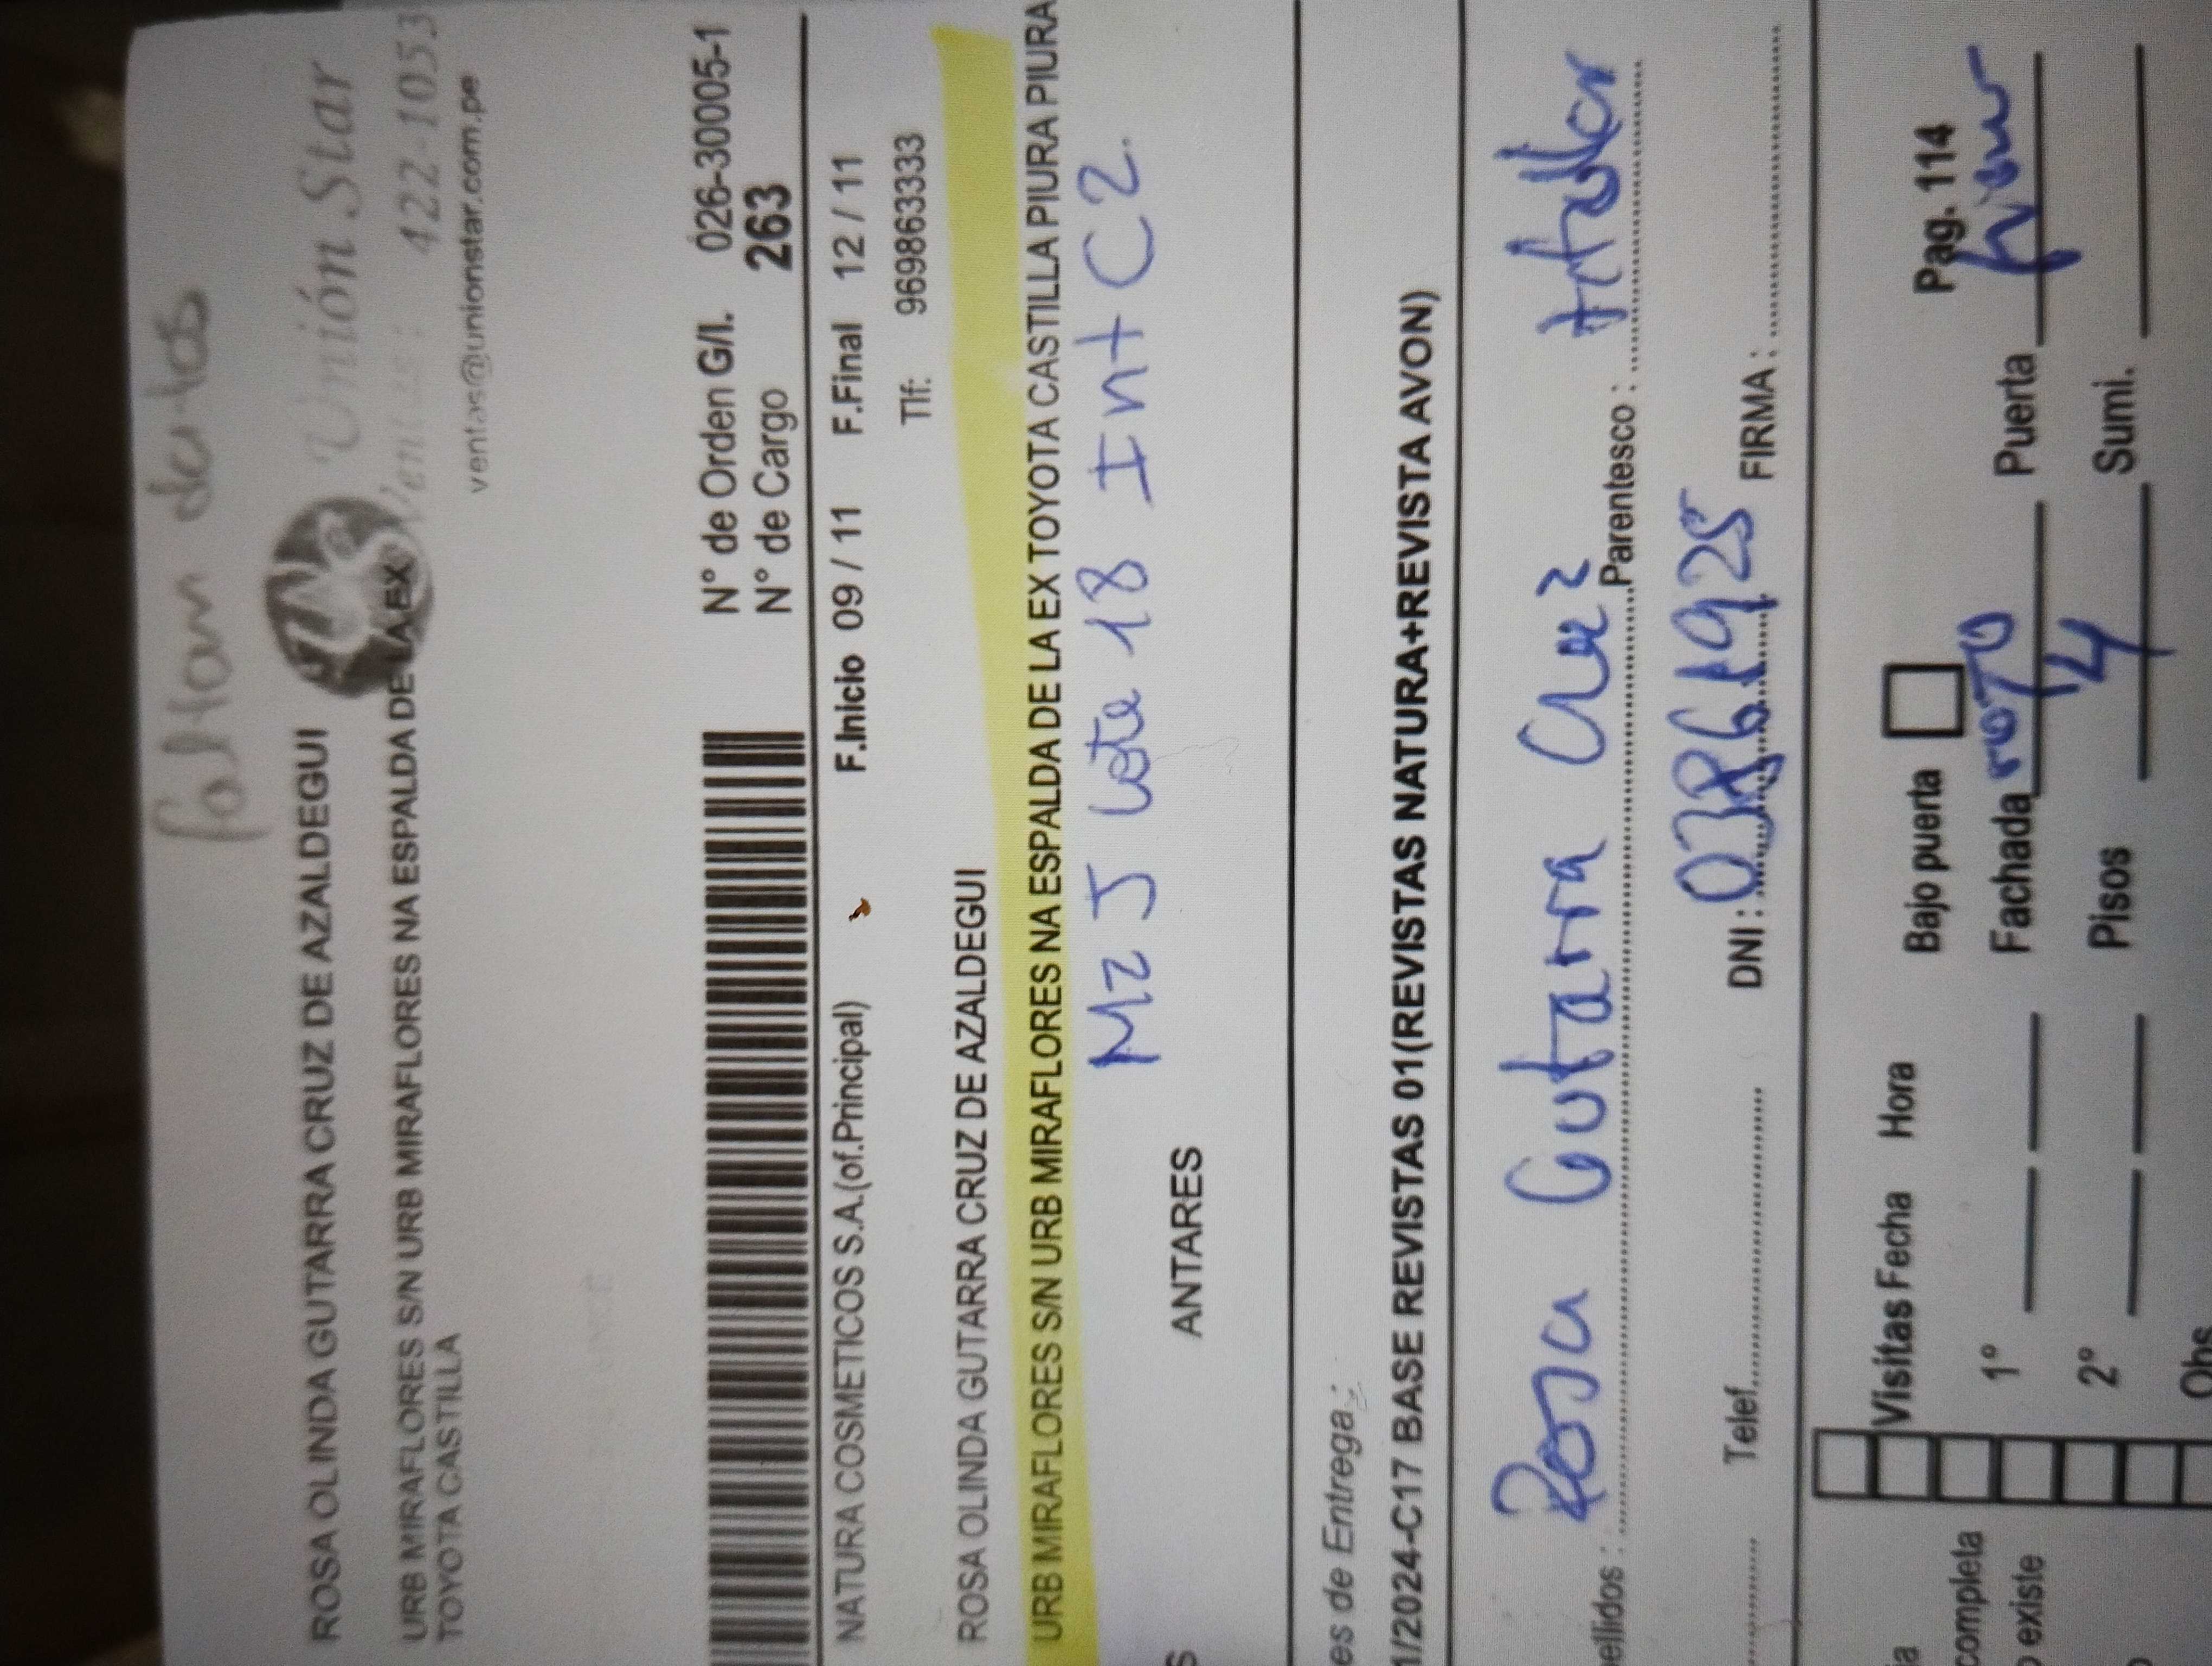 faltan datos
ROSA OLINDA GUTARRA CRUZ DE AZALDEGUI
Unión Star
URB MIRAFLORES S/N URB MIRAFLORES NA ESPALDA DE LA EX
TOYOTA CASTILLA
422-1053
ventas@unionstar.com.pe
N° de Orden G/I. 026-30005-1
N° de Cargo 263
NATURA COSMETICOS S.A.(of.Principal) F.Inicio 09 / 11 F.Final 12 / 11
Tlf: 969863333
ROSA OLINDA GUTARRA CRUZ DE AZALDEGUI
URB MIRAFLORES S/N URB MIRAFLORES NA ESPALDA DE LA EX TOYOTA CASTILLA PIURA PIURA
Mz J Lote 18 Int C2
ANTARES
es de Entrega :
1/2024-C17 BASE REVISTAS 01(REVISTAS NATURA+REVISTA AVON)
ellidos : Rosa Gutarra Cruz Parentesco : titular
Telef. DNI : 03861925 FIRMA :
Visitas Fecha Hora Bajo puerta Pag. 114
completa 1° Fachada rojo Puerta
existe 2° Pisos 4 Sumi.
Obs